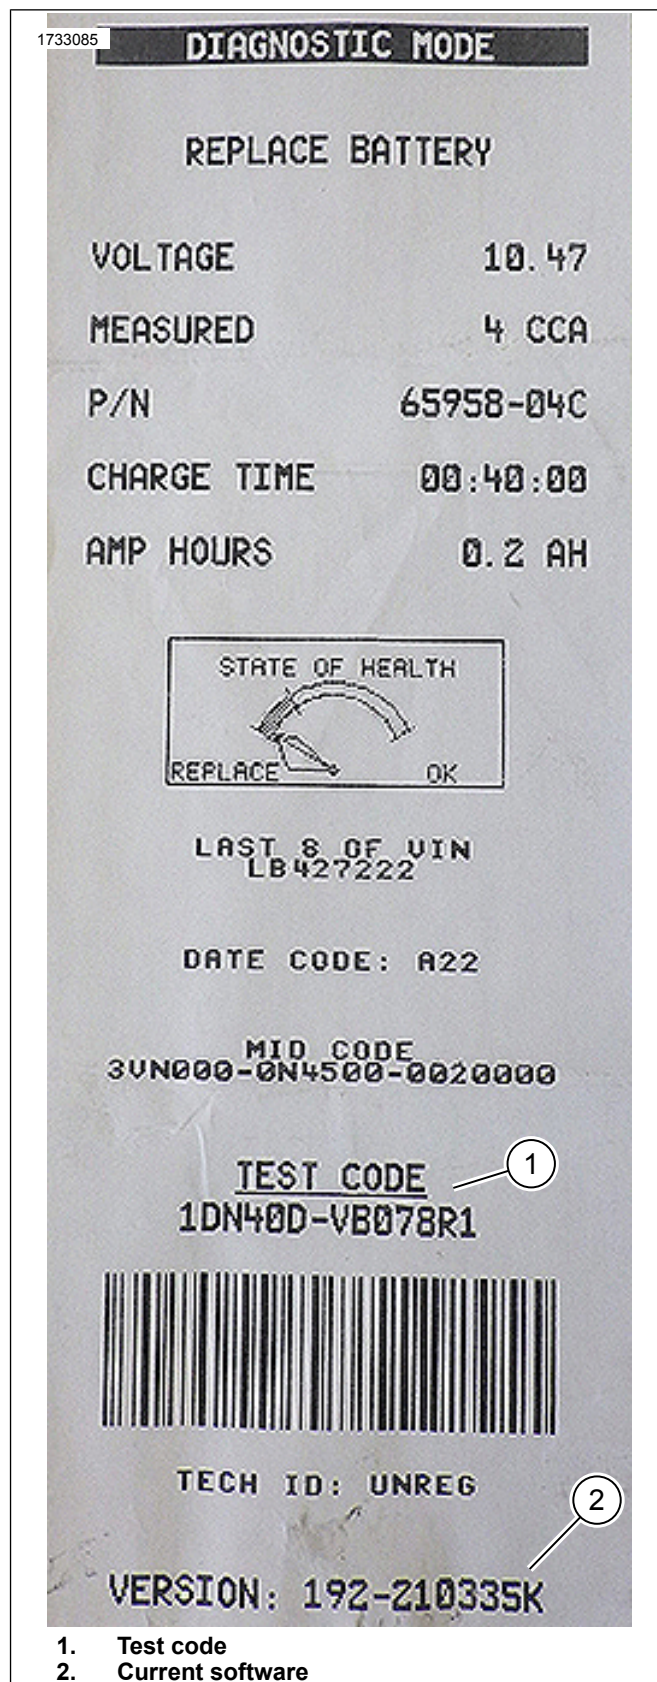 1733085
DIAGNOSTIC MODE
REPLACE BATTERY
VOLTAGE 10.47
MEASURED 4 CCA
P/N 65958-04C
CHARGE TIME 00:40:00
AMP HOURS 0.2 AH
STATE OF HEALTH
REPLACE OK
LAST 8 OF VIN
LB427222
DATE CODE: A22
MID CODE
3VN000-0N4500-0020000
TEST CODE
1
1DN40D-VB078R1
TECH ID: UNREG
2
VERSION: 192-210335K
1. Test code
2. Current software